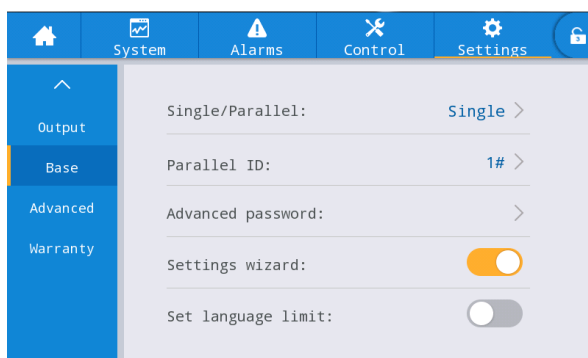 System Alarms Control Settings
Output
Base
Advanced
Warranty
Single/Parallel: Single
Parallel ID: 1#
Advanced password:
Settings wizard:
Set language limit: